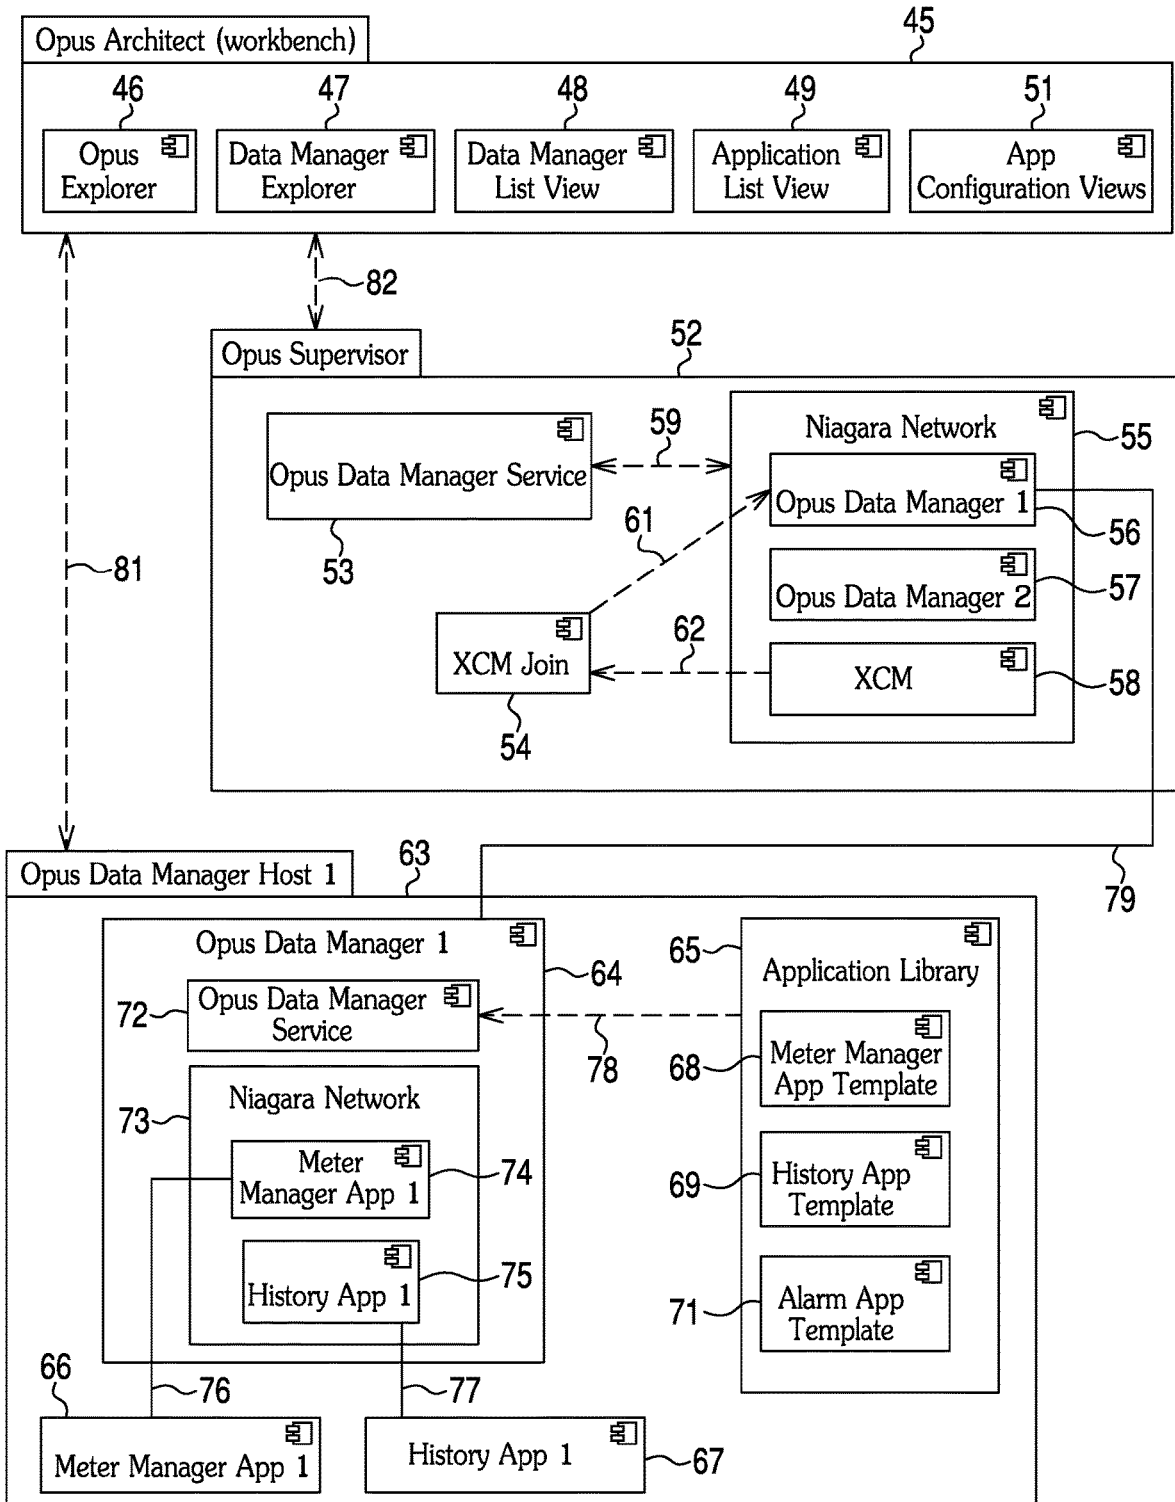 Opus Architect (workbench)
45
46
47
48
49
51
Opus
Explorer
Data Manager
Explorer
Data Manager
List View
Application
List View
App
Configuration Views
82
Opus Supervisor
52
81
Opus Data Manager Service
53
59
Niagara Network
55
Opus Data Manager 1
56
61
Opus Data Manager 2
57
XCM Join
54
62
XCM
58
79
Opus Data Manager Host 1
63
Opus Data Manager 1
64
72
Opus Data Manager
Service
78
65
Application Library
68
Meter Manager
App Template
73
Niagara Network
Meter
Manager App 1
74
69
History App
Template
History App 1
75
71
Alarm App
Template
66
76
77
Meter Manager App 1
History App 1
67